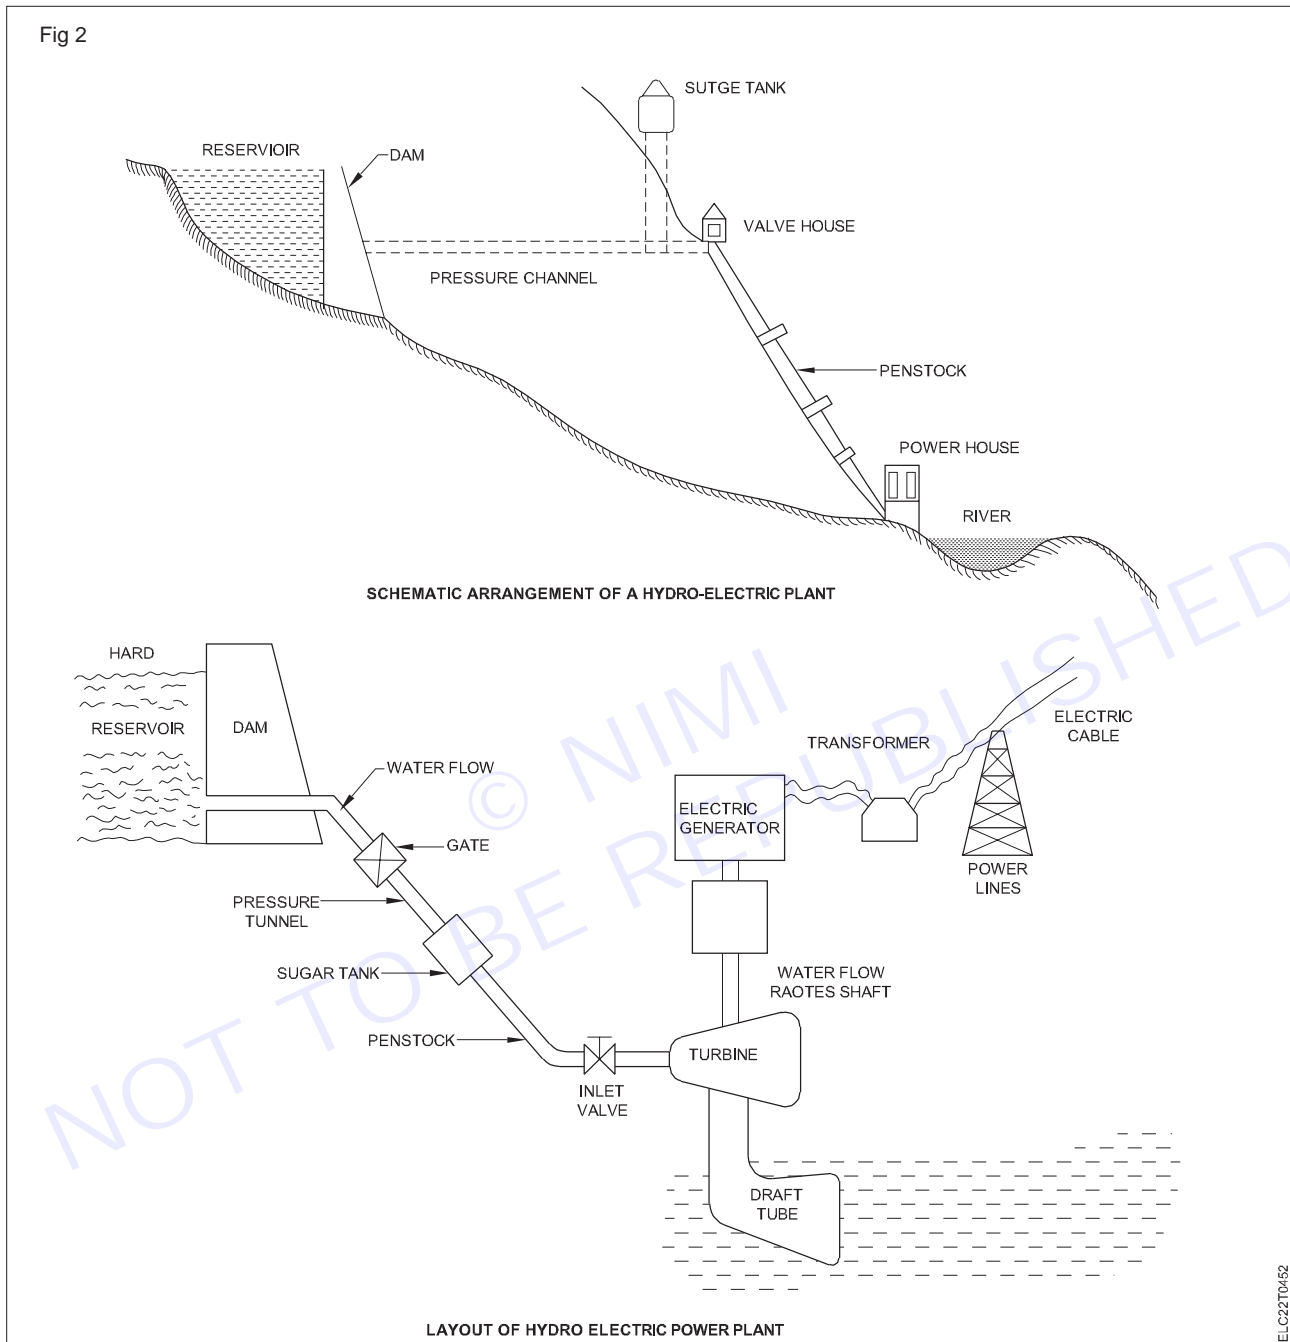 Fig 2
SUTGE TANK
RESERVIOIR
DAM
VALVE HOUSE
PRESSURE CHANNEL
PENSTOCK
POWER HOUSE
RIVER
SCHEMATIC ARRANGEMENT OF A HYDRO-ELECTRIC PLANT
HARD
RESERVOIR
DAM
WATER FLOW
GATE
PRESSURE
TUNNEL
SUGAR TANK
PENSTOCK
INLET
VALVE
TURBINE
WATER FLOW
RAOTES SHAFT
ELECTRIC
GENERATOR
TRANSFORMER
ELECTRIC
CABLE
POWER
LINES
DRAFT
TUBE
LAYOUT OF HYDRO ELECTRIC POWER PLANT
ELC22T0452
© NIMI
NOT TO BE REPUBLISHED